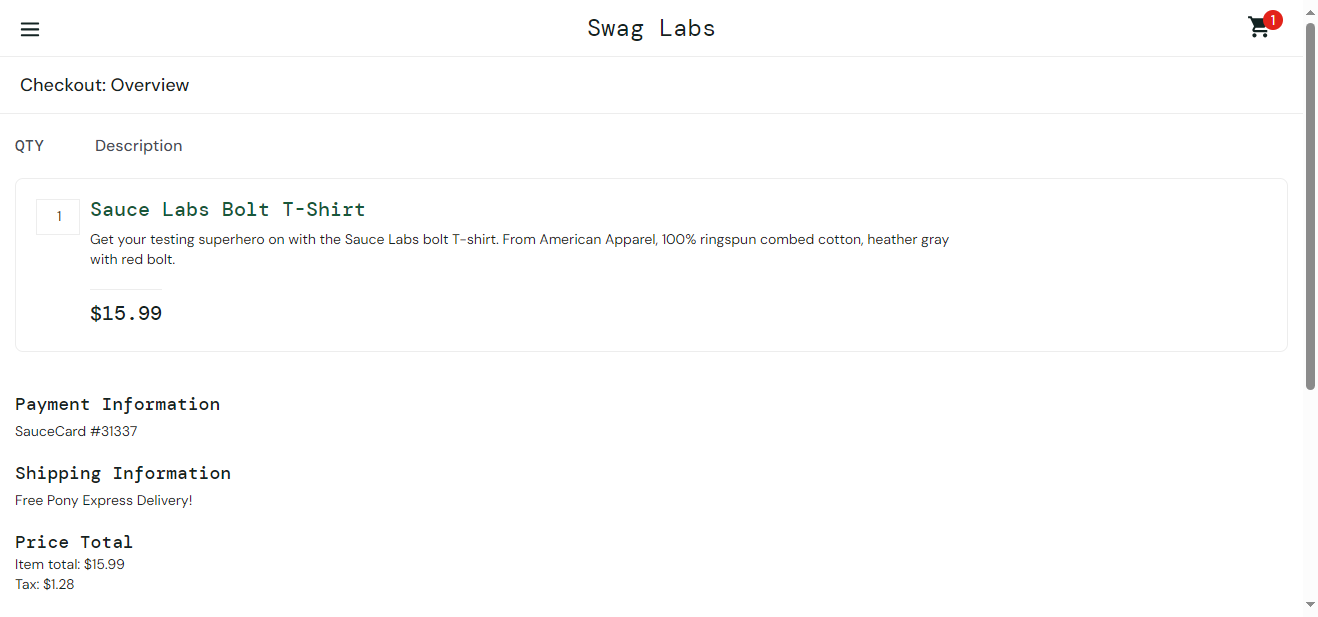 Swag Labs
1
Checkout: Overview
QTY Description
1
Sauce Labs Bolt T-Shirt
Get your testing superhero on with the Sauce Labs bolt T-shirt. From American Apparel, 100% ringspun combed cotton, heather gray
with red bolt.
$15.99
Payment Information
SauceCard #31337
Shipping Information
Free Pony Express Delivery!
Price Total
Item total: $15.99
Tax: $1.28